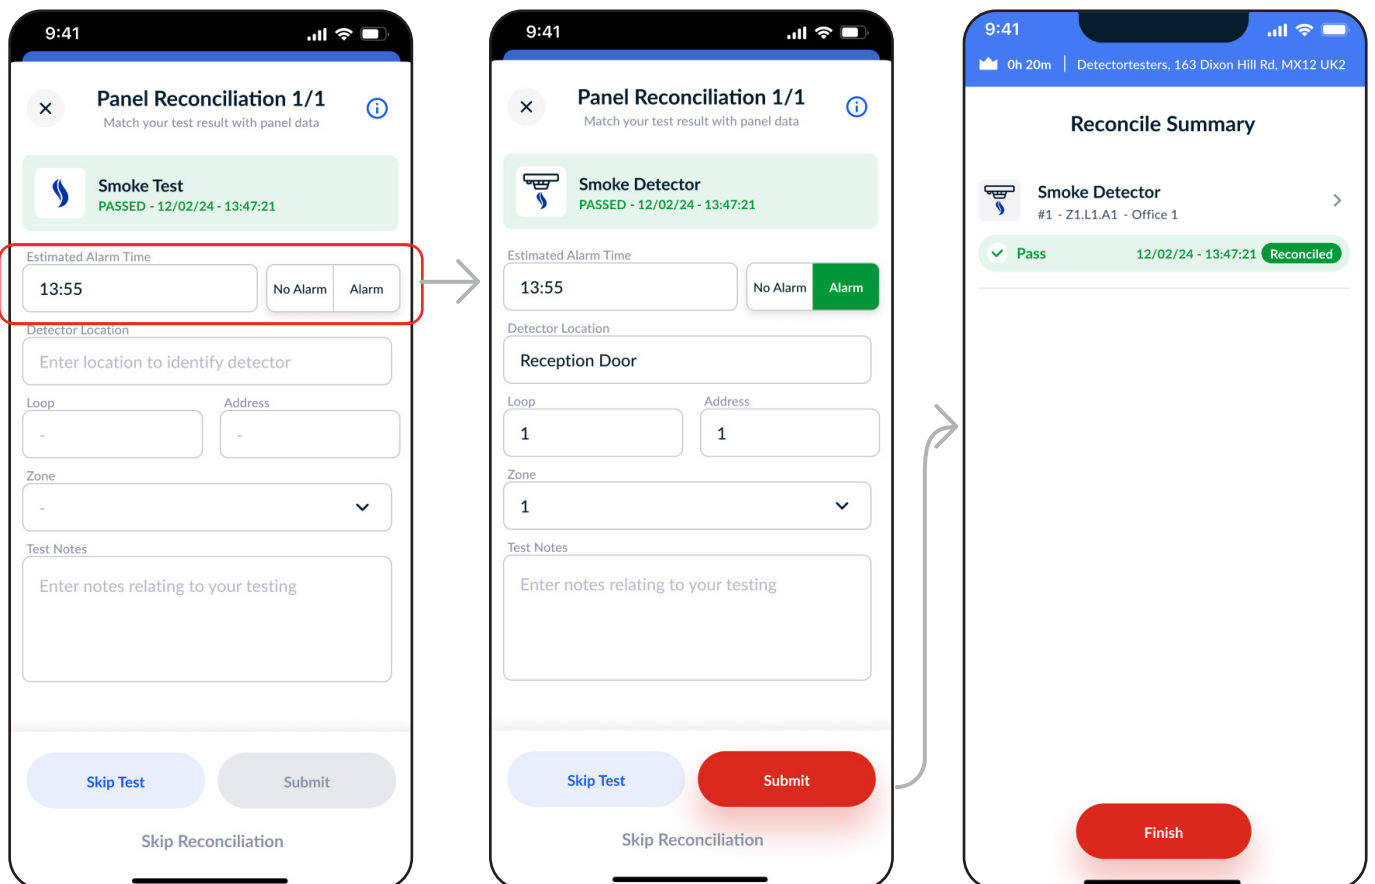 9:41
Panel Reconciliation 1/1
Match your test result with panel data
Smoke Test
PASSED - 12/02/24 - 13:47:21
Estimated Alarm Time
13:55
No Alarm
Alarm
Detector Location
Enter location to identify detector
Loop
Address
-
-
Zone
-
Test Notes
Enter notes relating to your testing
Skip Test
Submit
Skip Reconciliation
9:41
Panel Reconciliation 1/1
Match your test result with panel data
Smoke Detector
PASSED - 12/02/24 - 13:47:21
Estimated Alarm Time
13:55
No Alarm
Alarm
Detector Location
Reception Door
Loop
Address
1
1
Zone
1
Test Notes
Enter notes relating to your testing
Skip Test
Submit
Skip Reconciliation
9:41
0h 20m | Detectortesters, 163 Dixon Hill Rd, MX12 UK2
Reconcile Summary
Smoke Detector
#1 - Z1.L1.A1 - Office 1
Pass
12/02/24 - 13:47:21 Reconciled
Finish